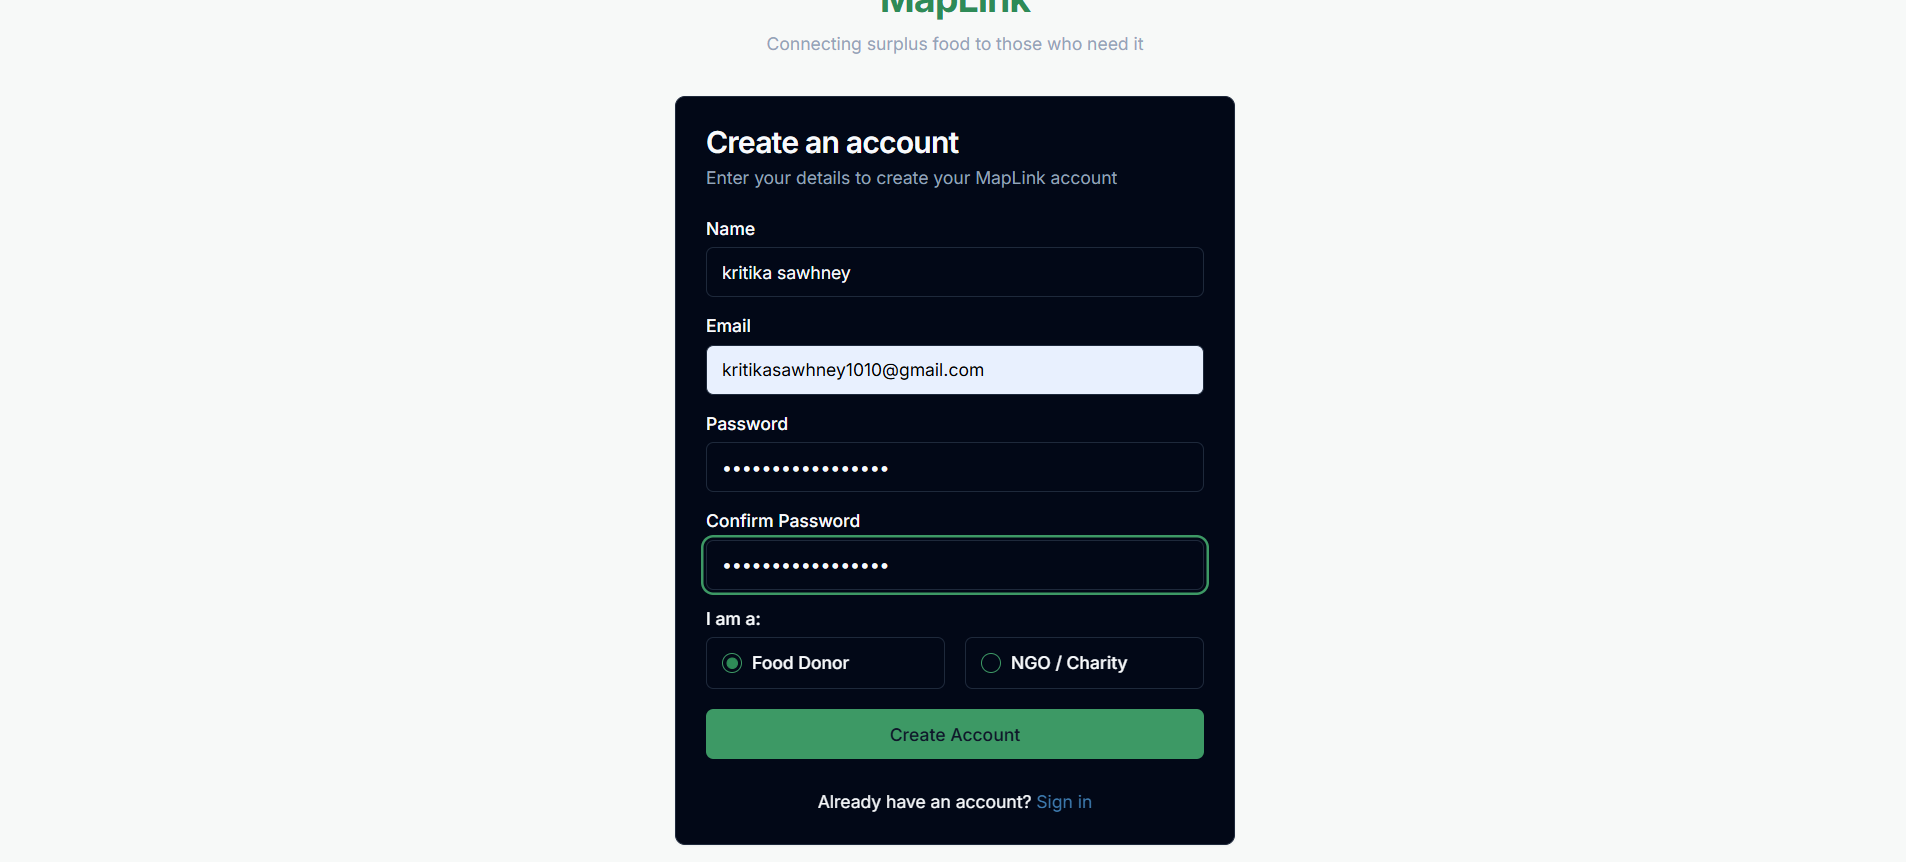 MapLink
Connecting surplus food to those who need it
Create an account
Enter your details to create your MapLink account
Name
kritika sawhney
Email
kritikasawhney1010@gmail.com
Password
•••••••••••••••••
Confirm Password
•••••••••••••••••
I am a:
Food Donor
NGO / Charity
Create Account
Already have an account? Sign in